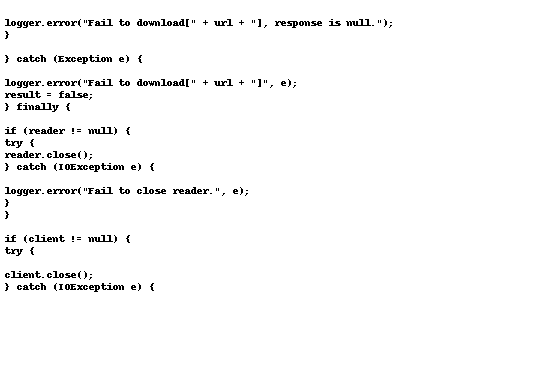 logger.error("Fail to download[" + url + "], response is null.");
}
} catch (Exception e) {
logger.error("Fail to download[" + url + "]", e);
result = false;
} finally {
if (reader != null) {
try {
reader.close();
} catch (IOException e) {
logger.error("Fail to close reader.", e);
}
}
if (client != null) {
try {
client.close();
} catch (IOException e) {